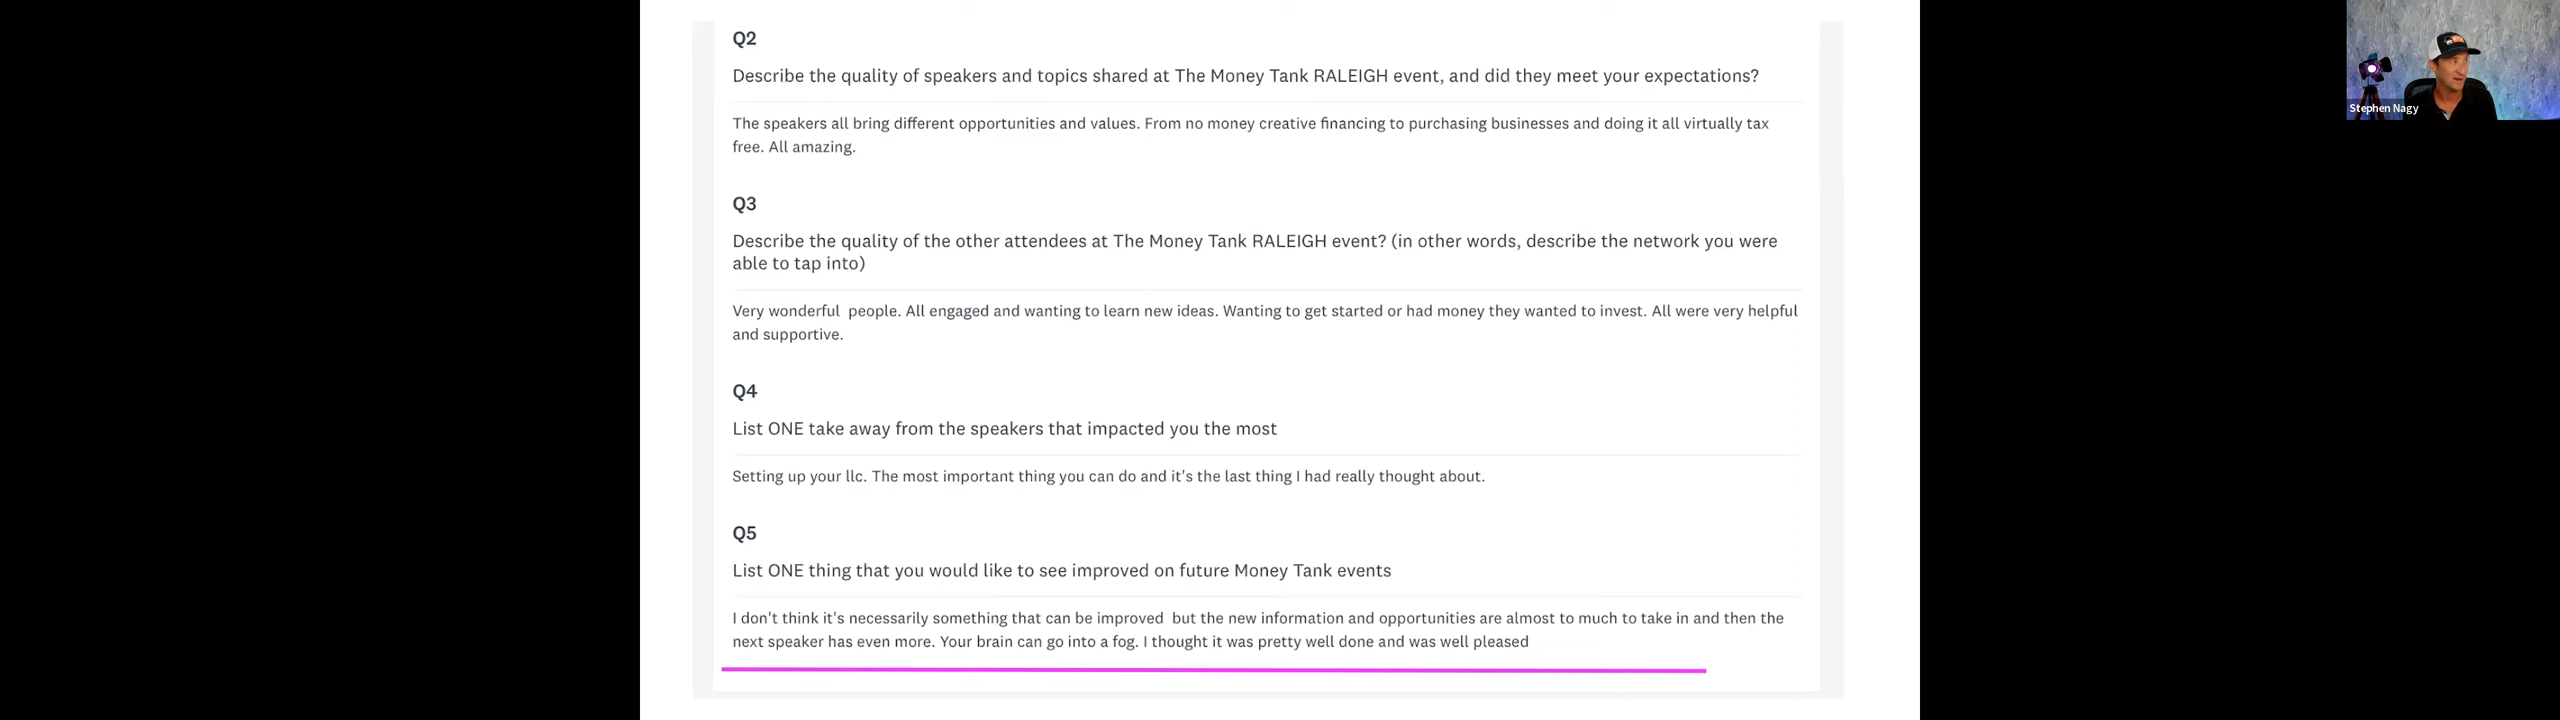 Q2
Describe the quality of speakers and topics shared at The Money Tank RALEIGH event, and did they meet your expectations?
The speakers all bring different opportunities and values. From no money creative financing to purchasing businesses and doing it all virtually tax
free. All amazing.
Q3
Describe the quality of the other attendees at The Money Tank RALEIGH event? (in other words, describe the network you were
able to tap into)
Very wonderful  people. All engaged and wanting to learn new ideas. Wanting to get started or had money they wanted to invest. All were very helpful
and supportive.
Q4
List ONE take away from the speakers that impacted you the most
Setting up your llc. The most important thing you can do and it's the last thing I had really thought about.
Q5
List ONE thing that you would like to see improved on future Money Tank events
I don't think it's necessarily something that can be improved  but the new information and opportunities are almost to much to take in and then the
next speaker has even more. Your brain can go into a fog. I thought it was pretty well done and was well pleased
Stephen Nagy